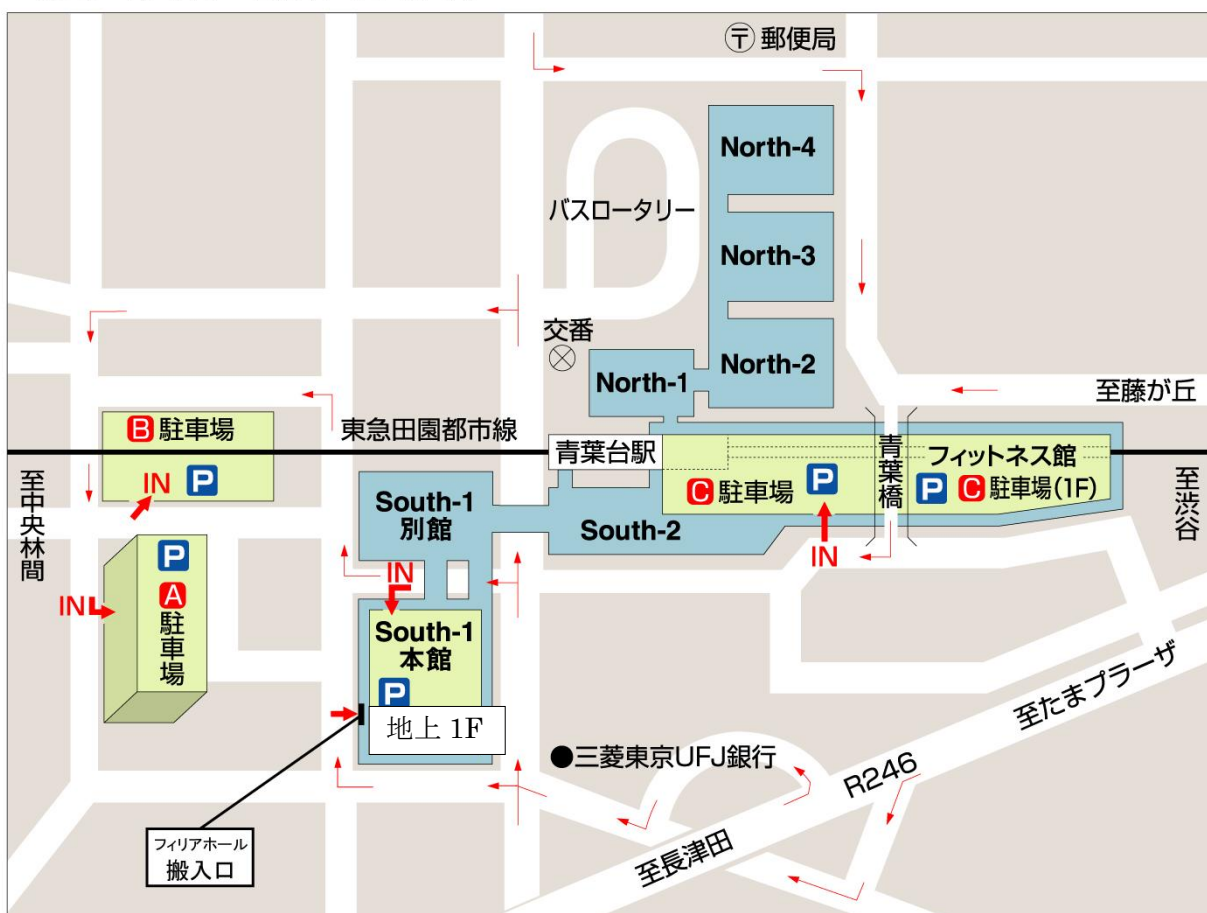 〒 郵便局
North-4
バスロータリー
North-3
交番
North-2
North-1
至藤が丘
B 駐車場
東急田園都市線
青葉台駅
青葉橋
フィットネス館
IN P
C 駐車場 P
P C 駐車場(1F)
至中央林間
至渋谷
South-1
別館
South-2
IN
IN
P
A
駐車場
IN
South-1
本館
P
地上 1F
至たまプラーザ
●三菱東京UFJ銀行
R246
至長津田
フィリアホール
搬入口